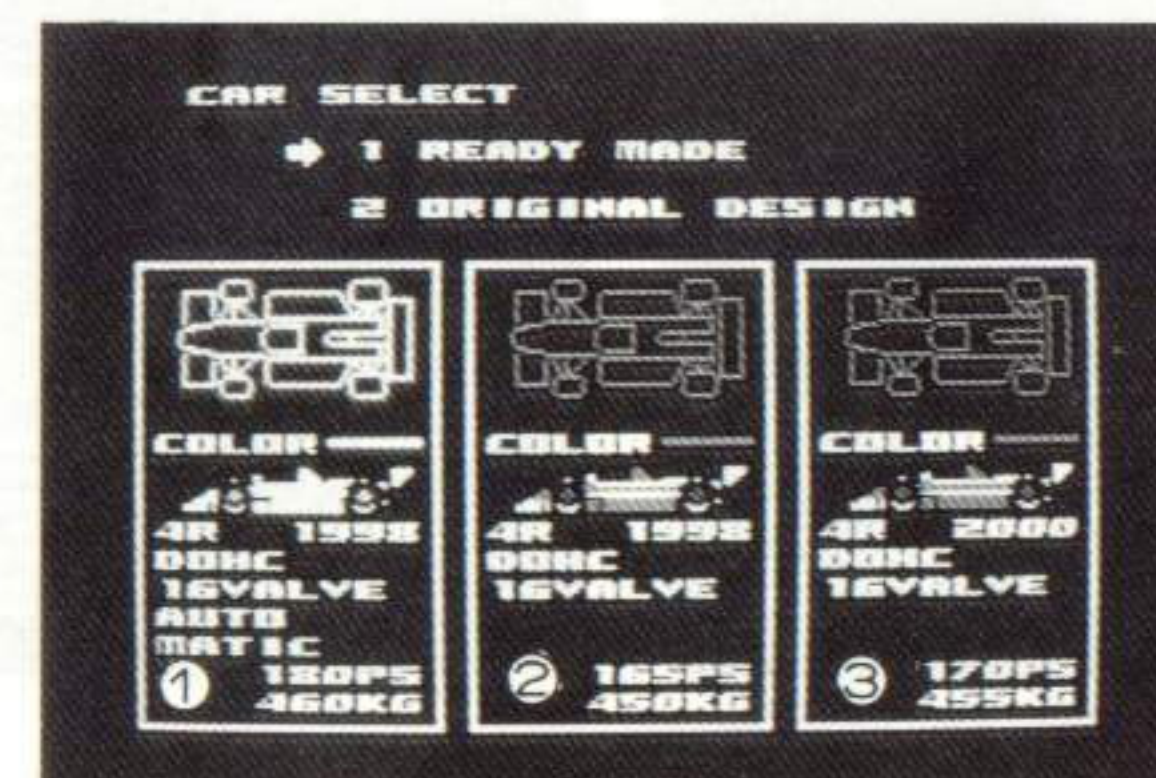 CAR SELECT
➡ 1 READY MADE
2 ORIGINAL DESIGN
COLOR
4R 1998
DOHC
16VALVE
AUTO
MATIC
① 180PS
460KG
COLOR
4R 1998
DOHC
16VALVE
② 165PS
450KG
COLOR
4R 2000
DOHC
16VALVE
③ 170PS
455KG